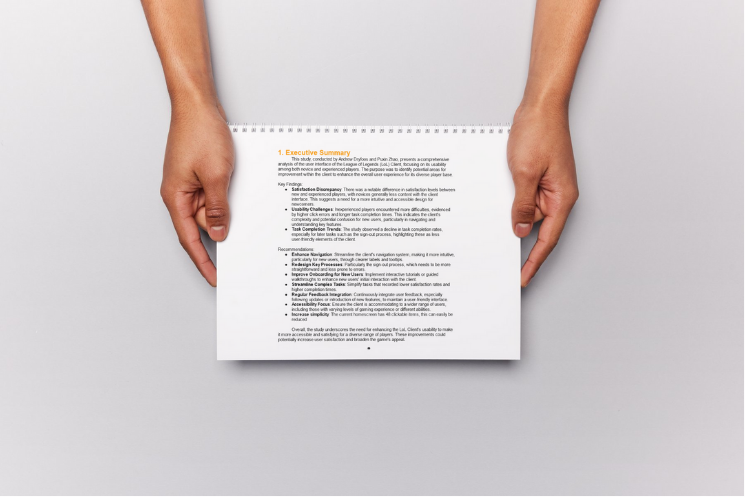 1. Executive Summary
This study, conducted by Andrew Dryfoos and Puxin Zhao, presents a comprehensive
analysis of the user interface of the League of Legends (LoL) Client, focusing on its usability
among both novice and experienced players. The purpose was to identify potential areas for
improvement within the client to enhance the overall user experience for its diverse player base.
Key Findings:
● Satisfaction Discrepancy: There was a notable difference in satisfaction levels between
new and experienced players, with novices generally less content with the client
interface. This suggests a need for a more intuitive and accessible design for
newcomers.
● Usability Challenges: Inexperienced players encountered more difficulties, evidenced
by higher click errors and longer task completion times. This indicates the client's
complexity and potential confusion for new users, particularly in navigating and
understanding key features.
● Task Completion Trends: The study observed a decline in task completion rates,
especially for later tasks such as the sign-out process, highlighting these as less
user-friendly elements of the client.
Recommendations:
● Enhance Navigation: Streamline the client's navigation system, making it more intuitive,
particularly for new users, through clearer labels and tooltips.
● Redesign Key Processes: Particularly the sign-out process, which needs to be more
straightforward and less prone to errors.
● Improve Onboarding for New Users: Implement interactive tutorials or guided
walkthroughs to enhance new users' initial interaction with the client.
● Streamline Complex Tasks: Simplify tasks that recorded lower satisfaction rates and
higher completion times.
● Regular Feedback Integration: Continuously integrate user feedback, especially
following updates or introduction of new features, to maintain a user-friendly interface.
● Accessibility Focus: Ensure the client is accommodating to a wider range of users,
including those with varying levels of gaming experience or different abilities.
● Increase simplicity: The current homescreen has 48 clickable items, this can easily be
reduced
Overall, the study underscores the need for enhancing the LoL Client's usability to make
it more accessible and satisfying for a diverse range of players. These improvements could
potentially increase user satisfaction and broaden the game's appeal.